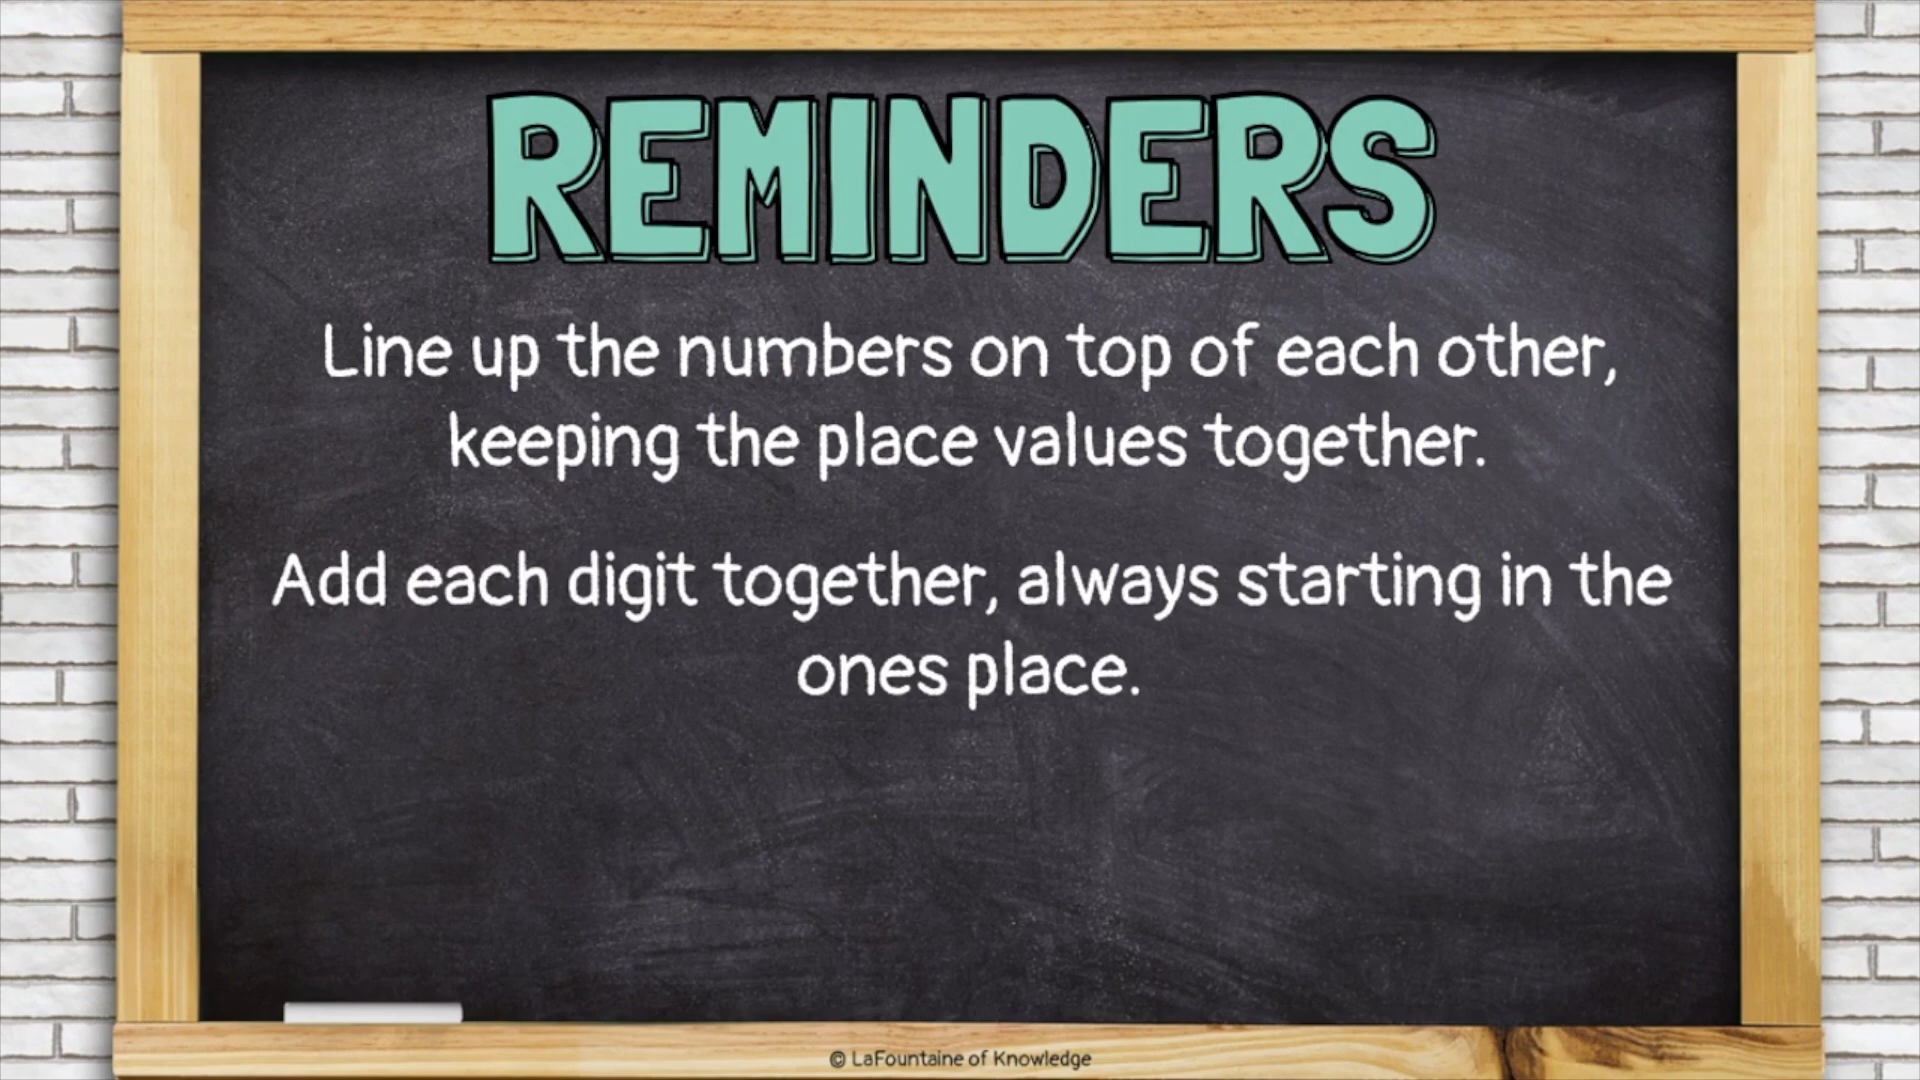 REMINDERS
Line up the numbers on top of each other,
keeping the place values together.
Add each digit together, always starting in the
ones place.
© LaFountaine of Knowledge